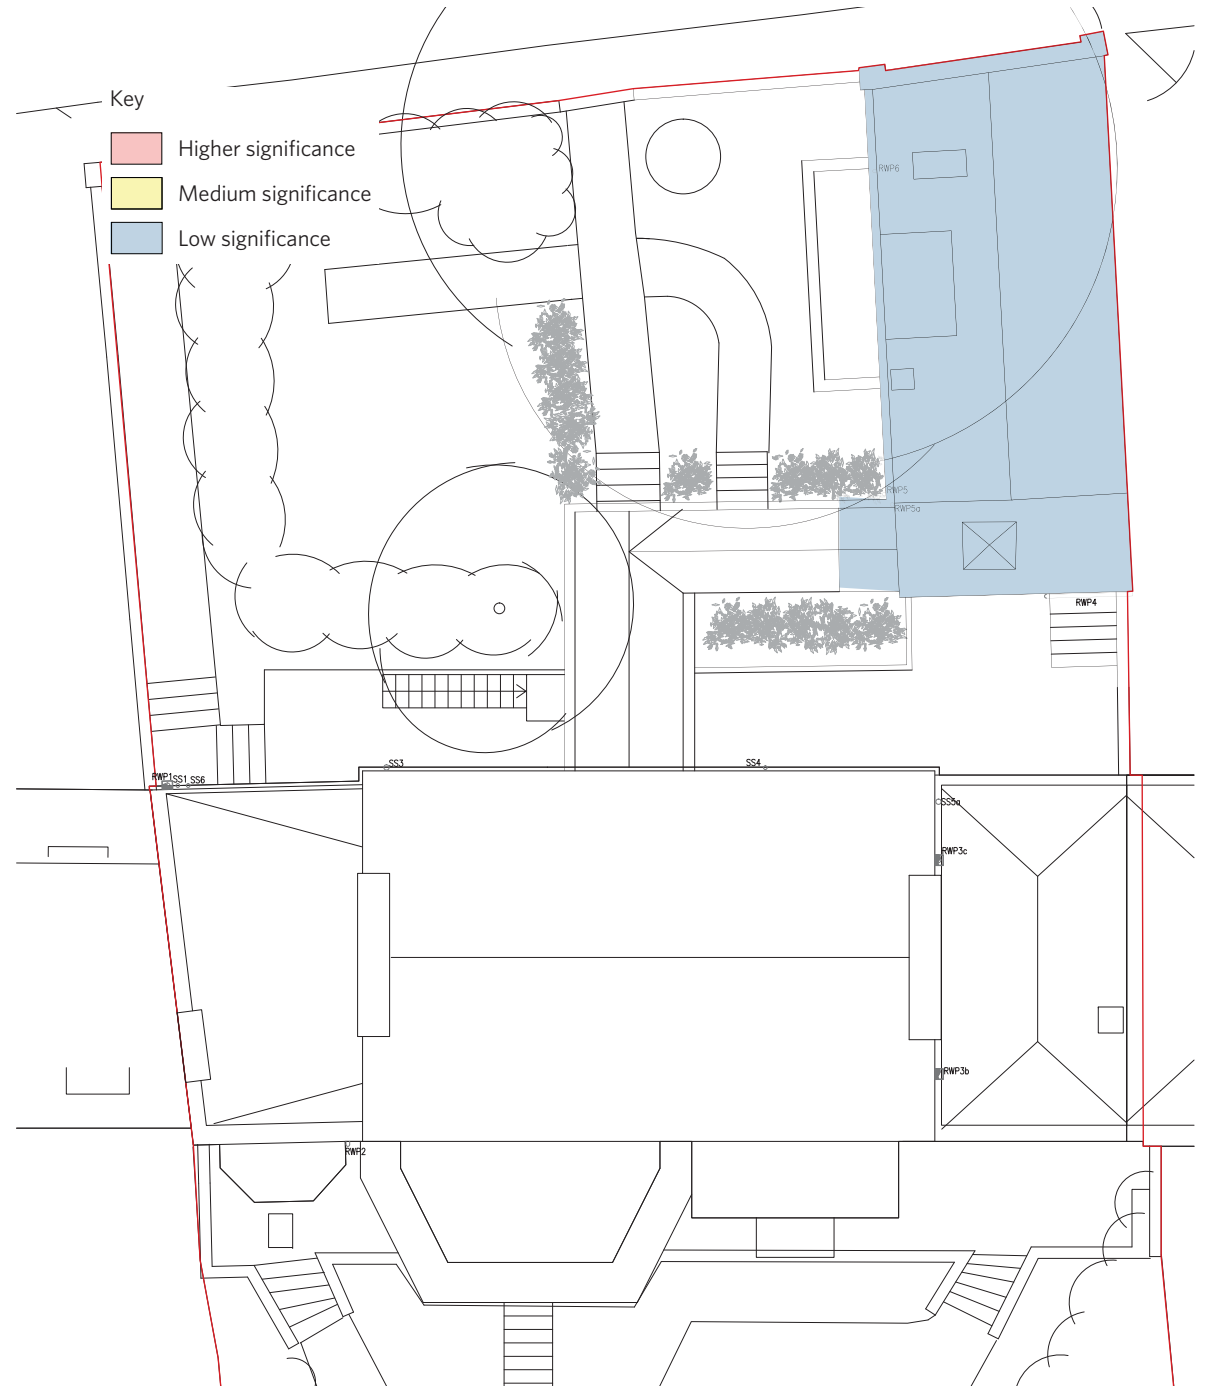 Key
Higher significance
Medium significance
Low significance
RWP6
RWP5
RWP5a
RWP4
RWP1
SS1
SS6
SS3
SS4
SS5a
RWP3c
RWP3b
RWP2